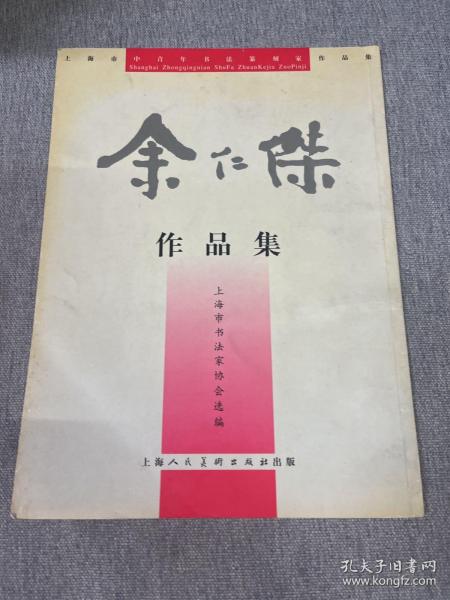 上海市中青年书法篆刻家作品集
Shanghai Zhongqingnian ShuFa ZhuanKejia ZuoPinji
余仁傑
作品集
上海市书法家协会选编
上海人民美術出版社出版
孔夫子旧书网
www.kongfz.com